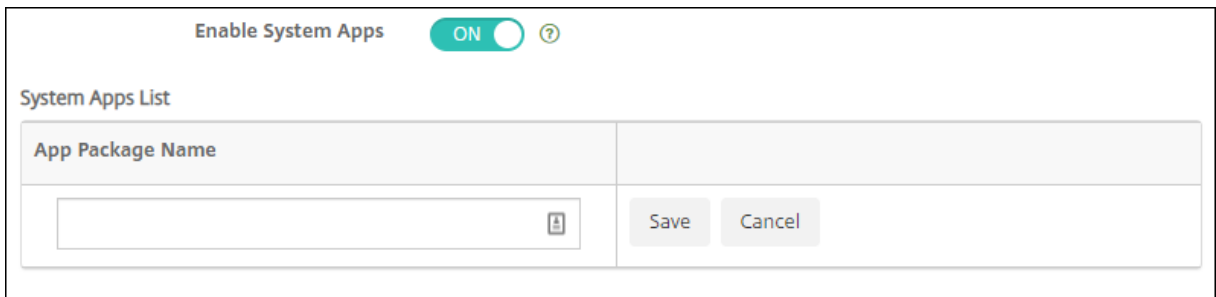 Enable System Apps ON ?
System Apps List
App Package Name
Save Cancel